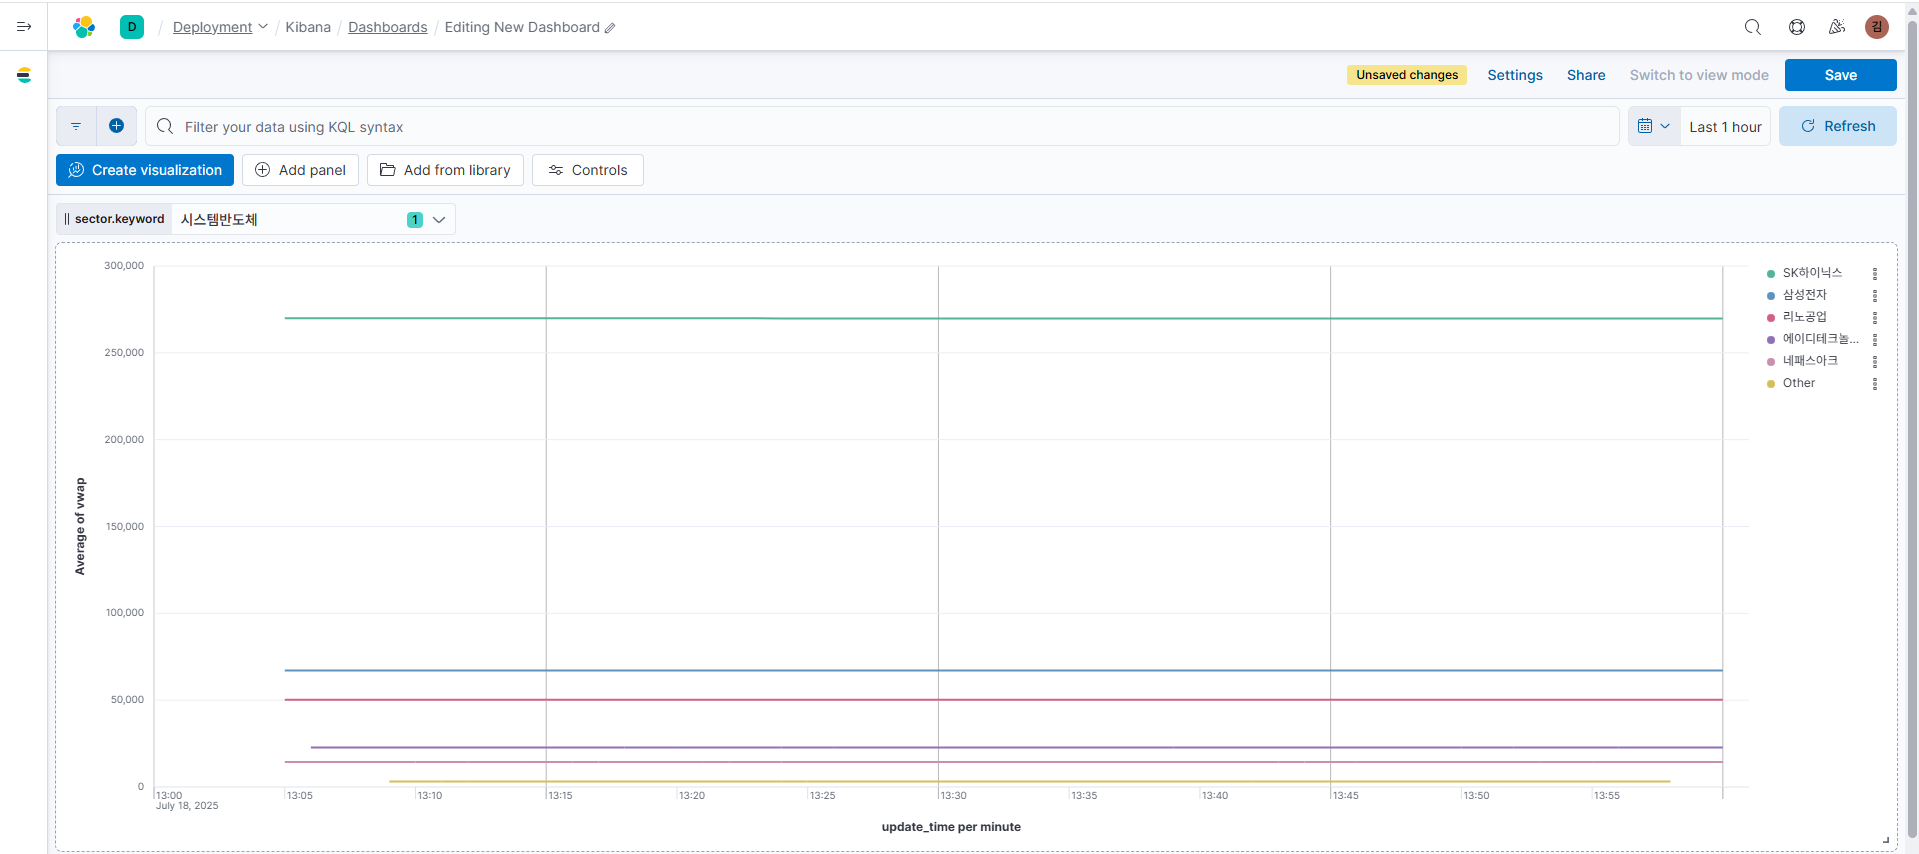 D / Deployment / Kibana / Dashboards / Editing New Dashboard 김
Unsaved changes Settings Share Switch to view mode Save
Filter your data using KQL syntax Last 1 hour Refresh
Create visualization Add panel Add from library Controls
sector.keyword 시스템반도체 1
300,000
250,000
200,000
150,000
100,000
50,000
0
Average of vwap
13:00 13:05 13:10 13:15 13:20 13:25 13:30 13:35 13:40 13:45 13:50 13:55
July 18, 2025
update_time per minute
SK하이닉스
삼성전자
리노공업
에이디테크놀...
네패스아크
Other